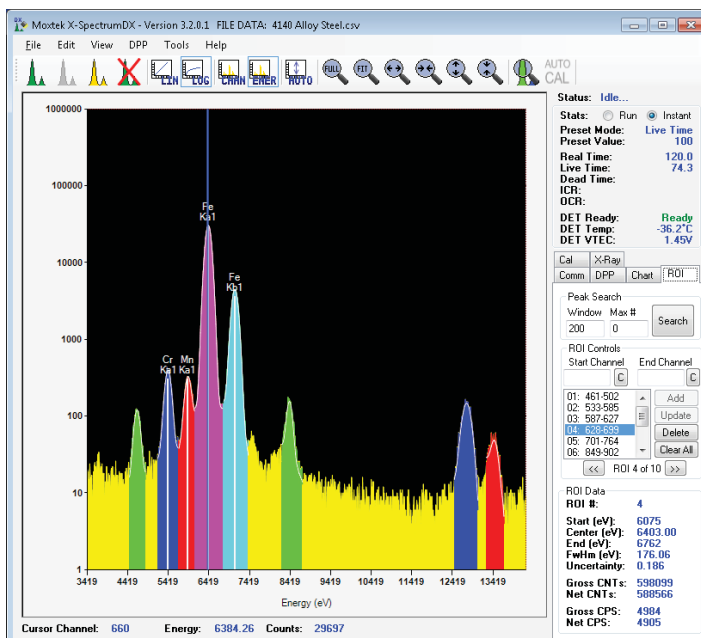 Moxtek X-SpectrumDX - Version 3.2.0.1 FILE DATA: 4140 Alloy Steel.csv
File Edit View DPP Tools Help
LIN LOG CHAN ENER AUTO FULL FIT AUTO CAL
Status: Idle...
Stats: Run Instant
Preset Mode: Live Time
Preset Value: 100
Real Time: 120.0
Live Time: 74.3
Dead Time:
ICR:
OCR:
DET Ready: Ready
DET Temp: -36.2°C
DET VTEC: 1.45V
Cal X-Ray
Comm DPP Chart ROI
Peak Search
Window Max #
200 0 Search
ROI Controls
Start Channel End Channel
C C
01: 461-502
02: 533-585
03: 587-627
04: 628-699
05: 701-764
06: 849-902
Add
Update
Delete
Clear All
<< ROI 4 of 10 >>
ROI Data
ROI #: 4
Start (eV): 6075
Center (eV): 6403.00
End (eV): 6762
FwHm (eV): 176.06
Uncertainty: 0.186
Gross CNTs: 598099
Net CNTs: 588566
Gross CPS: 4984
Net CPS: 4905
1000000
100000
10000
1000
100
10
1
Fe
Ka1
Fe
Kb1
Cr
Ka1
Mn
Ka1
3419 4419 5419 6419 7419 8419 9419 10419 11419 12419 13419
Energy (eV)
Cursor Channel: 660 Energy: 6384.26 Counts: 29697